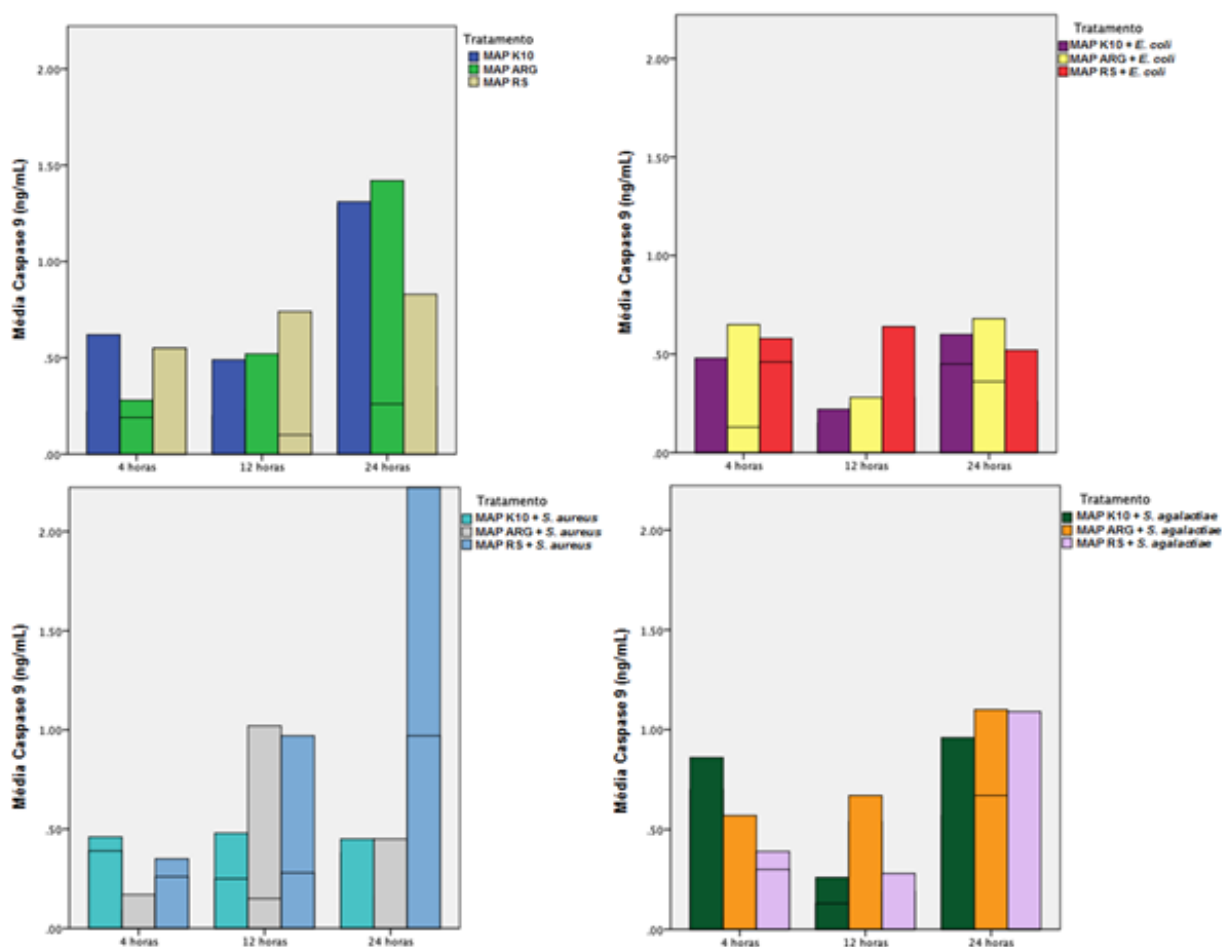 Tratamento
MAP K10
MAP ARG
MAP RS
Média Caspase 9 (ng/mL)
2.00
1.50
1.00
.50
.00
4 horas
12 horas
24 horas
Tratamento
MAP K10 + E. coli
MAP ARG + E. coli
MAP RS + E. coli
Média Caspase 9 (ng/mL)
2.00
1.50
1.00
.50
.00
4 horas
12 horas
24 horas
Tratamento
MAP K10 + S. aureus
MAP ARG + S. aureus
MAP RS + S. aureus
Média Caspase 9 (ng/mL)
2.00
1.50
1.00
.50
.00
4 horas
12 horas
24 horas
Tratamento
MAP K10 + S. agalactiae
MAP ARG + S. agalactiae
MAP RS + S. agalactiae
Média Caspase 9 (ng/mL)
2.00
1.50
1.00
.50
.00
4 horas
12 horas
24 horas